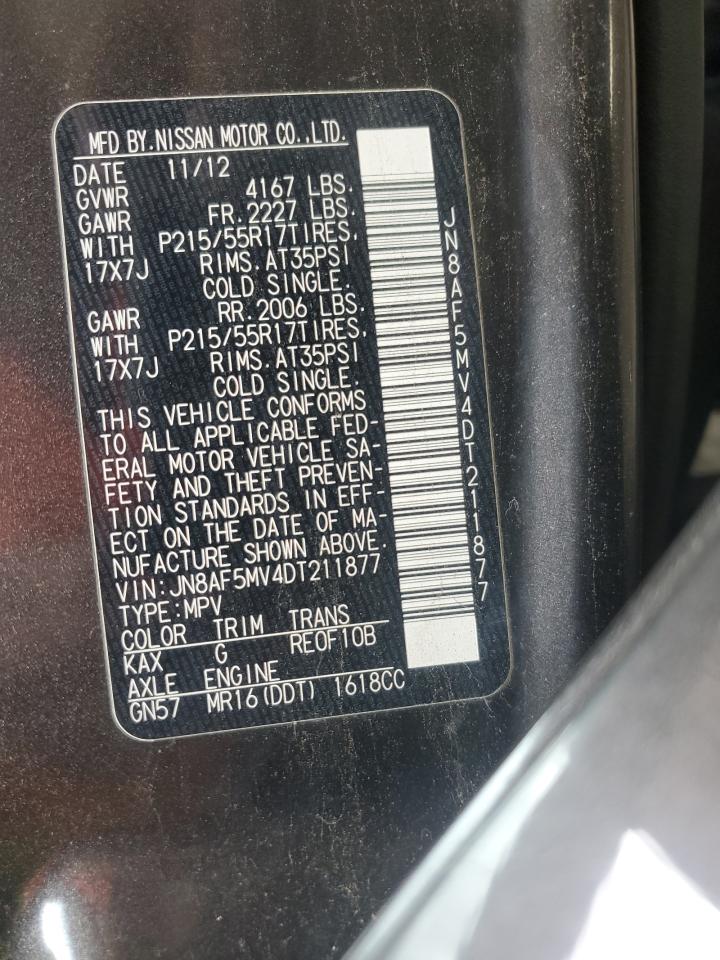 MFD BY.NISSAN MOTOR CO.,LTD.
DATE 11/12
GVWR 4167 LBS.
GAWR FR.2227 LBS.
WITH P215/55R17TIRES,
17X7J RIMS.AT35PSI
COLD SINGLE.
GAWR RR.2006 LBS.
WITH P215/55R17TIRES,
17X7J RIMS.AT35PSI
COLD SINGLE.
THIS VEHICLE CONFORMS
TO ALL APPLICABLE FED-
ERAL MOTOR VEHICLE SA-
FETY AND THEFT PREVEN-
TION STANDARDS IN EFF-
ECT ON THE DATE OF MA-
NUFACTURE SHOWN ABOVE.
VIN:JN8AF5MV4DT211877
TYPE:MPV
COLOR TRIM TRANS
KAX G RE0F10B
AXLE ENGINE
GN57 MR16(DDT) 1618CC
JN8AF5MV4DT211877